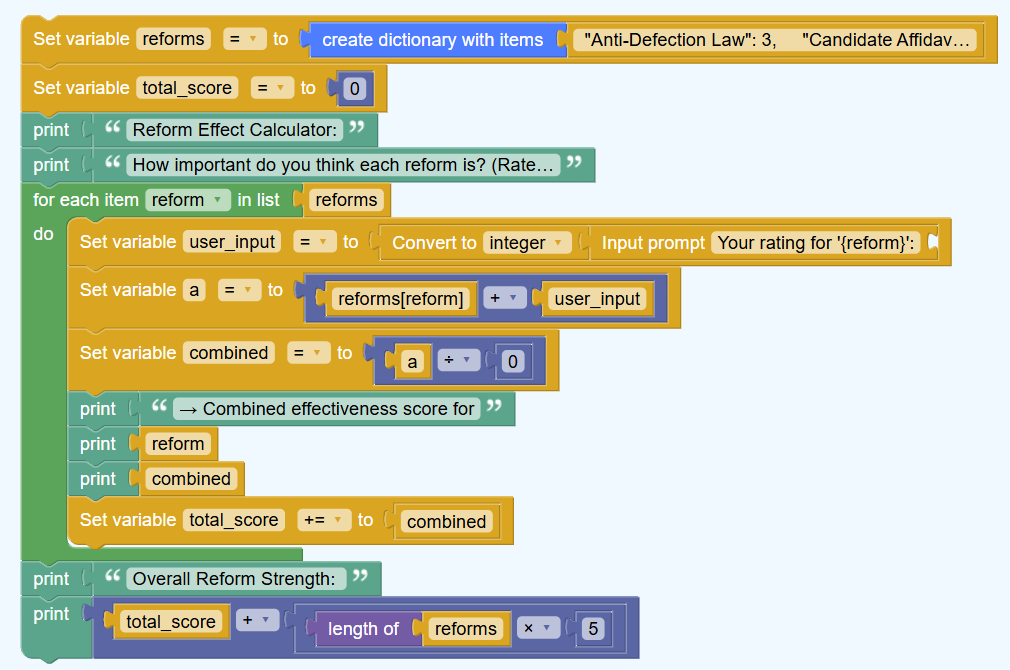 Set variable reforms = to create dictionary with items "Anti-Defection Law": 3, "Candidate Affidav…
Set variable total_score = to 0
print “ Reform Effect Calculator: ”
print “ How important do you think each reform is? (Rate… ”
for each item reform in list reforms
do
Set variable user_input = to Convert to integer Input prompt Your rating for '{reform}':
Set variable a = to reforms[reform] + user_input
Set variable combined = to a ÷ 0
print “ → Combined effectiveness score for ”
print reform
print combined
Set variable total_score += to combined
print “ Overall Reform Strength: ”
print total_score + length of reforms × 5